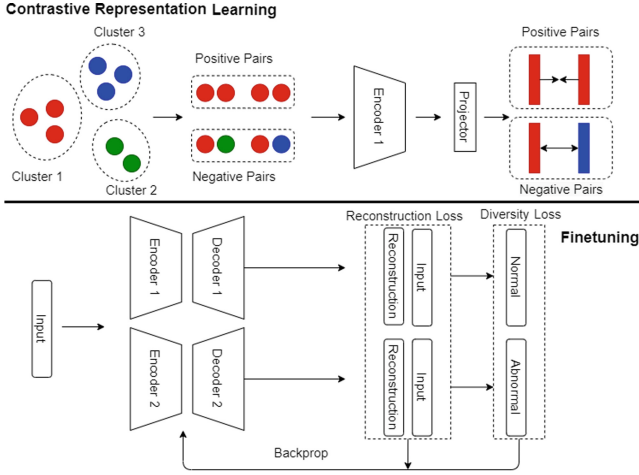 Contrastive Representation Learning
Cluster 3
Cluster 1
Cluster 2
Positive Pairs
Negative Pairs
Encoder 1
Projector
Positive Pairs
Negative Pairs
Finetuning
Input
Encoder 1
Decoder 1
Encoder 2
Decoder 2
Reconstruction Loss
Reconstruction
Input
Reconstruction
Input
Diversity Loss
Normal
Abnormal
Backprop